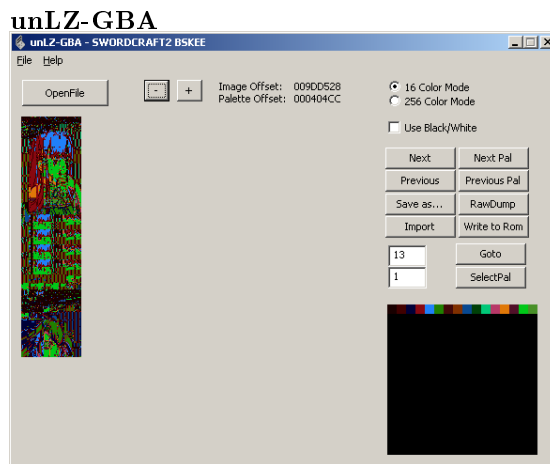 unLZ-GBA
unLZ-GBA - SWORDCRAFT2 BSKEE
File Help
OpenFile
- +
Image Offset: 009DD528
Palette Offset: 000404CC
16 Color Mode
256 Color Mode
Use Black/White
Next Next Pal
Previous Previous Pal
Save as... RawDump
Import Write to Rom
13 Goto
1 SelectPal